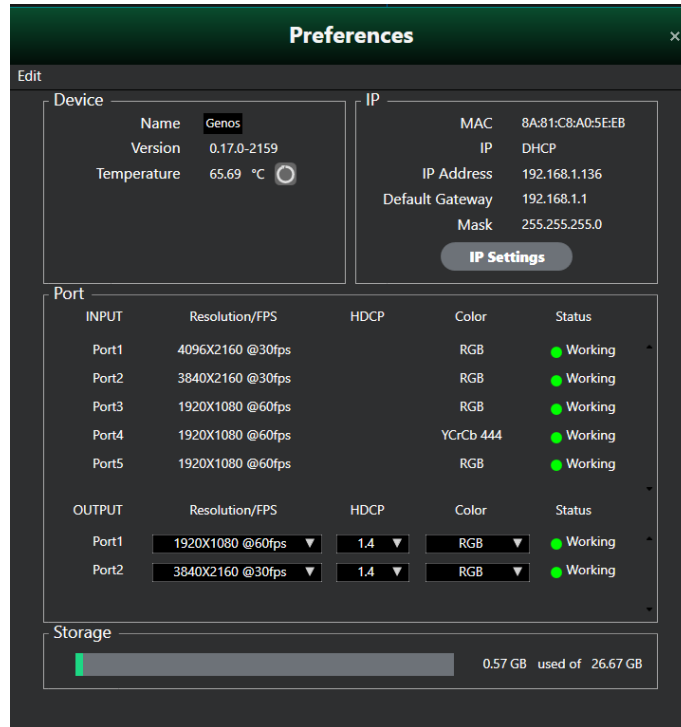 Preferences
×
Edit
Device
Name Genos
Version 0.17.0-2159
Temperature 65.69 °C
IP
MAC 8A:81:C8:A0:5E:EB
IP DHCP
IP Address 192.168.1.136
Default Gateway 192.168.1.1
Mask 255.255.255.0
IP Settings
Port
INPUT Resolution/FPS HDCP Color Status
Port1 4096X2160 @30fps RGB Working
Port2 3840X2160 @30fps RGB Working
Port3 1920X1080 @60fps RGB Working
Port4 1920X1080 @60fps YCrCb 444 Working
Port5 1920X1080 @60fps RGB Working
OUTPUT Resolution/FPS HDCP Color Status
Port1 1920X1080 @60fps 1.4 RGB Working
Port2 3840X2160 @30fps 1.4 RGB Working
Storage
0.57 GB used of 26.67 GB